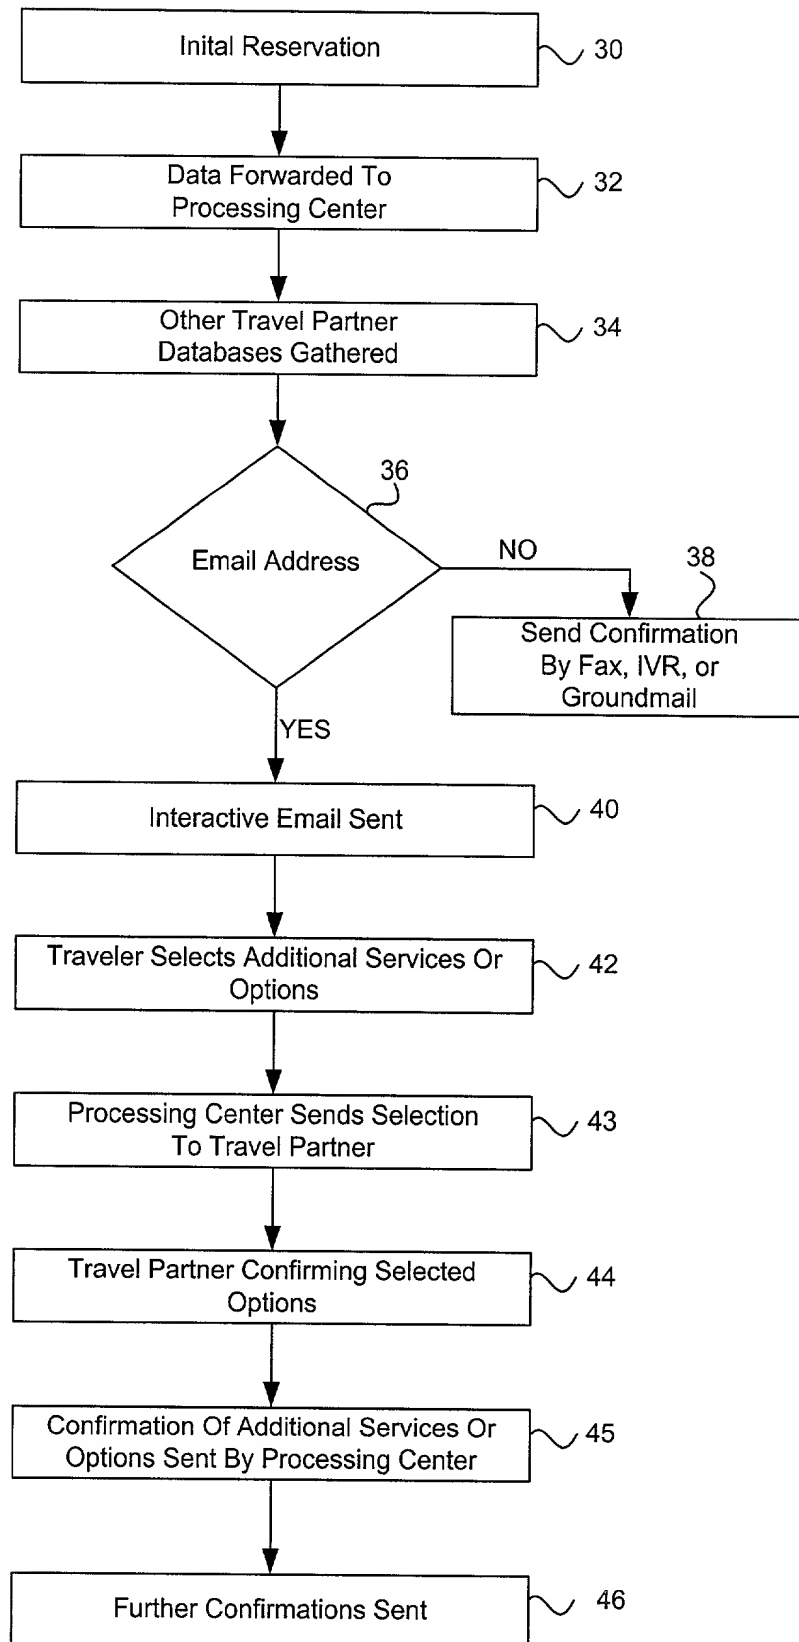 Inital Reservation
30
Data Forwarded To
Processing Center
32
Other Travel Partner
Databases Gathered
34
36
Email Address
NO
38
Send Confirmation
By Fax, IVR, or
Groundmail
YES
Interactive Email Sent
40
Traveler Selects Additional Services Or
Options
42
Processing Center Sends Selection
To Travel Partner
43
Travel Partner Confirming Selected
Options
44
Confirmation Of Additional Services Or
Options Sent By Processing Center
45
Further Confirmations Sent
46